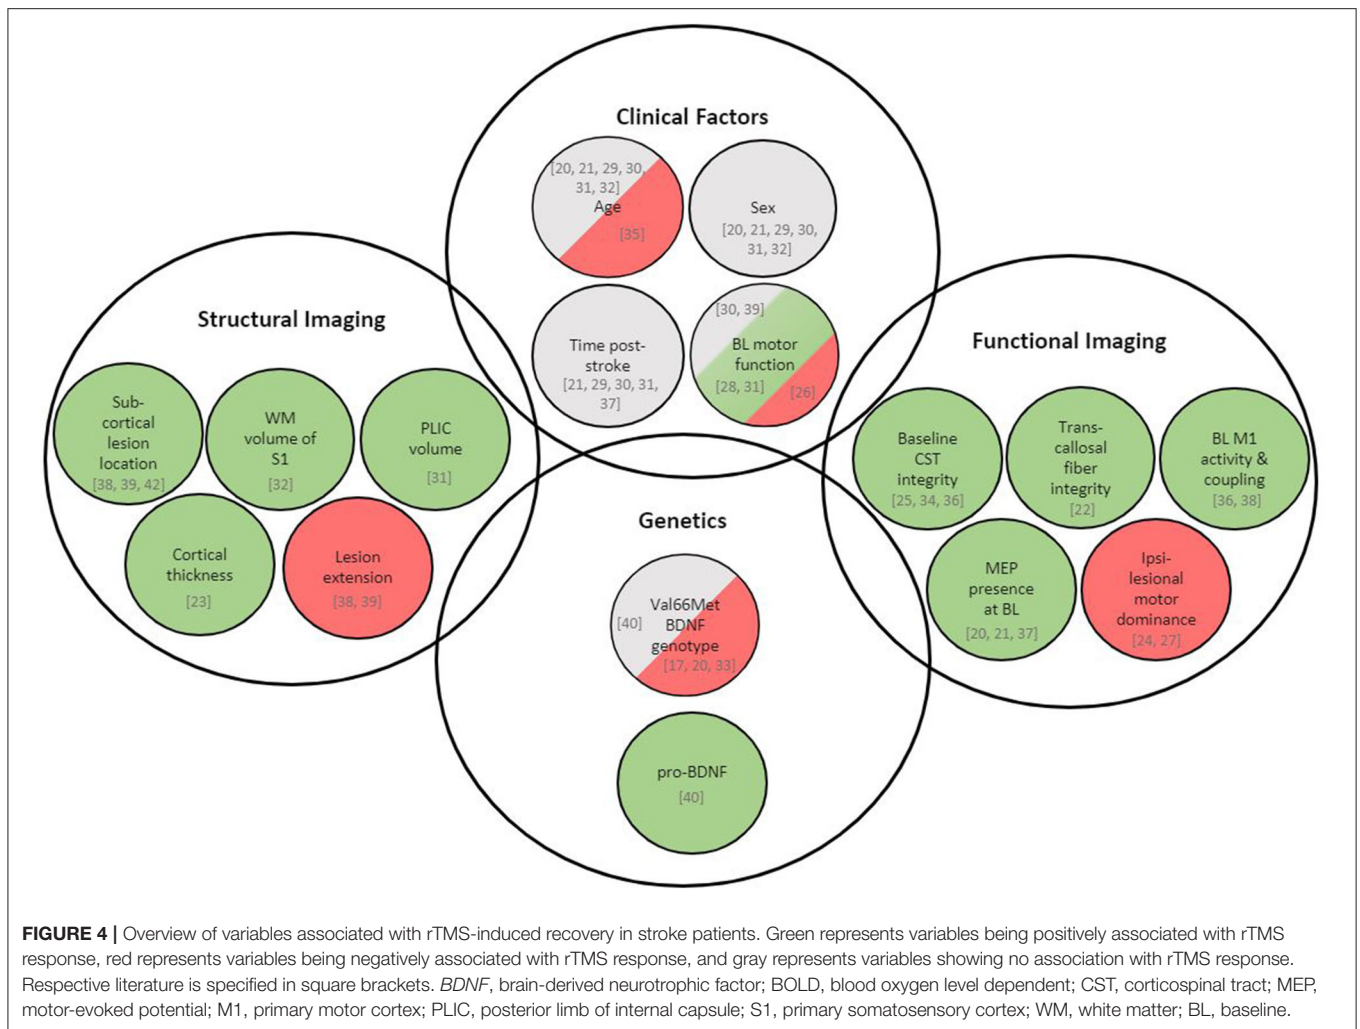 Clinical Factors
[20, 21, 29, 30,
31, 32]
Age
[35]
Sex
[20, 21, 29, 30,
31, 32]
Time post-
stroke
[21, 29, 30, 31,
37]
[30, 39]
BL motor
function
[28, 31]
[26]
Structural Imaging
Sub-
cortical
lesion
location
[38, 39, 42]
WM
volume of
S1
[32]
PLIC
volume
[31]
Cortical
thickness
[23]
Lesion
extension
[38, 39]
Functional Imaging
Baseline
CST
integrity
[25, 34, 36]
Trans-
callosal
fiber
integrity
[22]
BL M1
activity &
coupling
[36, 38]
MEP
presence
at BL
[20, 21, 37]
Ipsi-
lesional
motor
dominance
[24, 27]
Genetics
Val66Met
BDNF
genotype
[40]
[17, 20, 33]
pro-BDNF
[40]
FIGURE 4 | Overview of variables associated with rTMS-induced recovery in stroke patients. Green represents variables being positively associated with rTMS
response, red represents variables being negatively associated with rTMS response, and gray represents variables showing no association with rTMS response.
Respective literature is specified in square brackets. BDNF, brain-derived neurotrophic factor; BOLD, blood oxygen level dependent; CST, corticospinal tract; MEP,
motor-evoked potential; M1, primary motor cortex; PLIC, posterior limb of internal capsule; S1, primary somatosensory cortex; WM, white matter; BL, baseline.